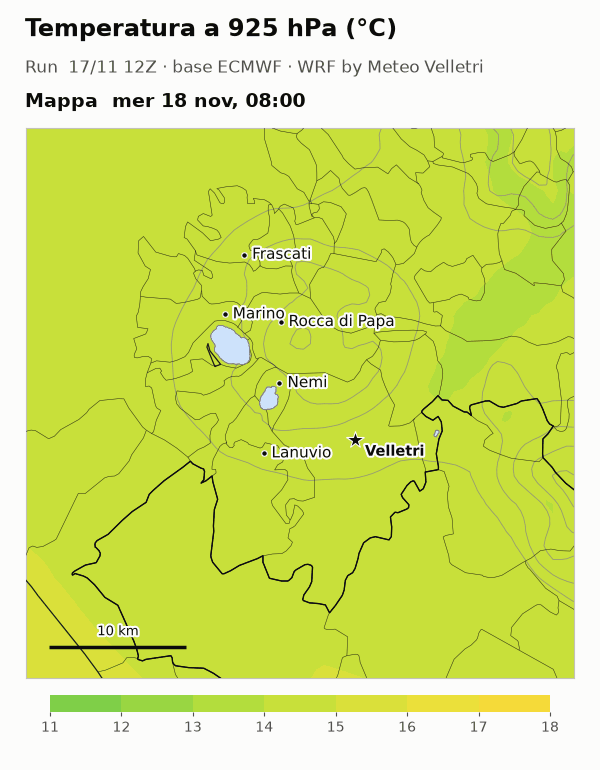 Temperatura a 925 hPa (°C)
Run  17/11 12Z · base ECMWF · WRF by Meteo Velletri
Mappa  mer 18 nov, 08:00
Frascati
Marino
Rocca di Papa
Nemi
Velletri
Lanuvio
10 km
11 12 13 14 15 16 17 18